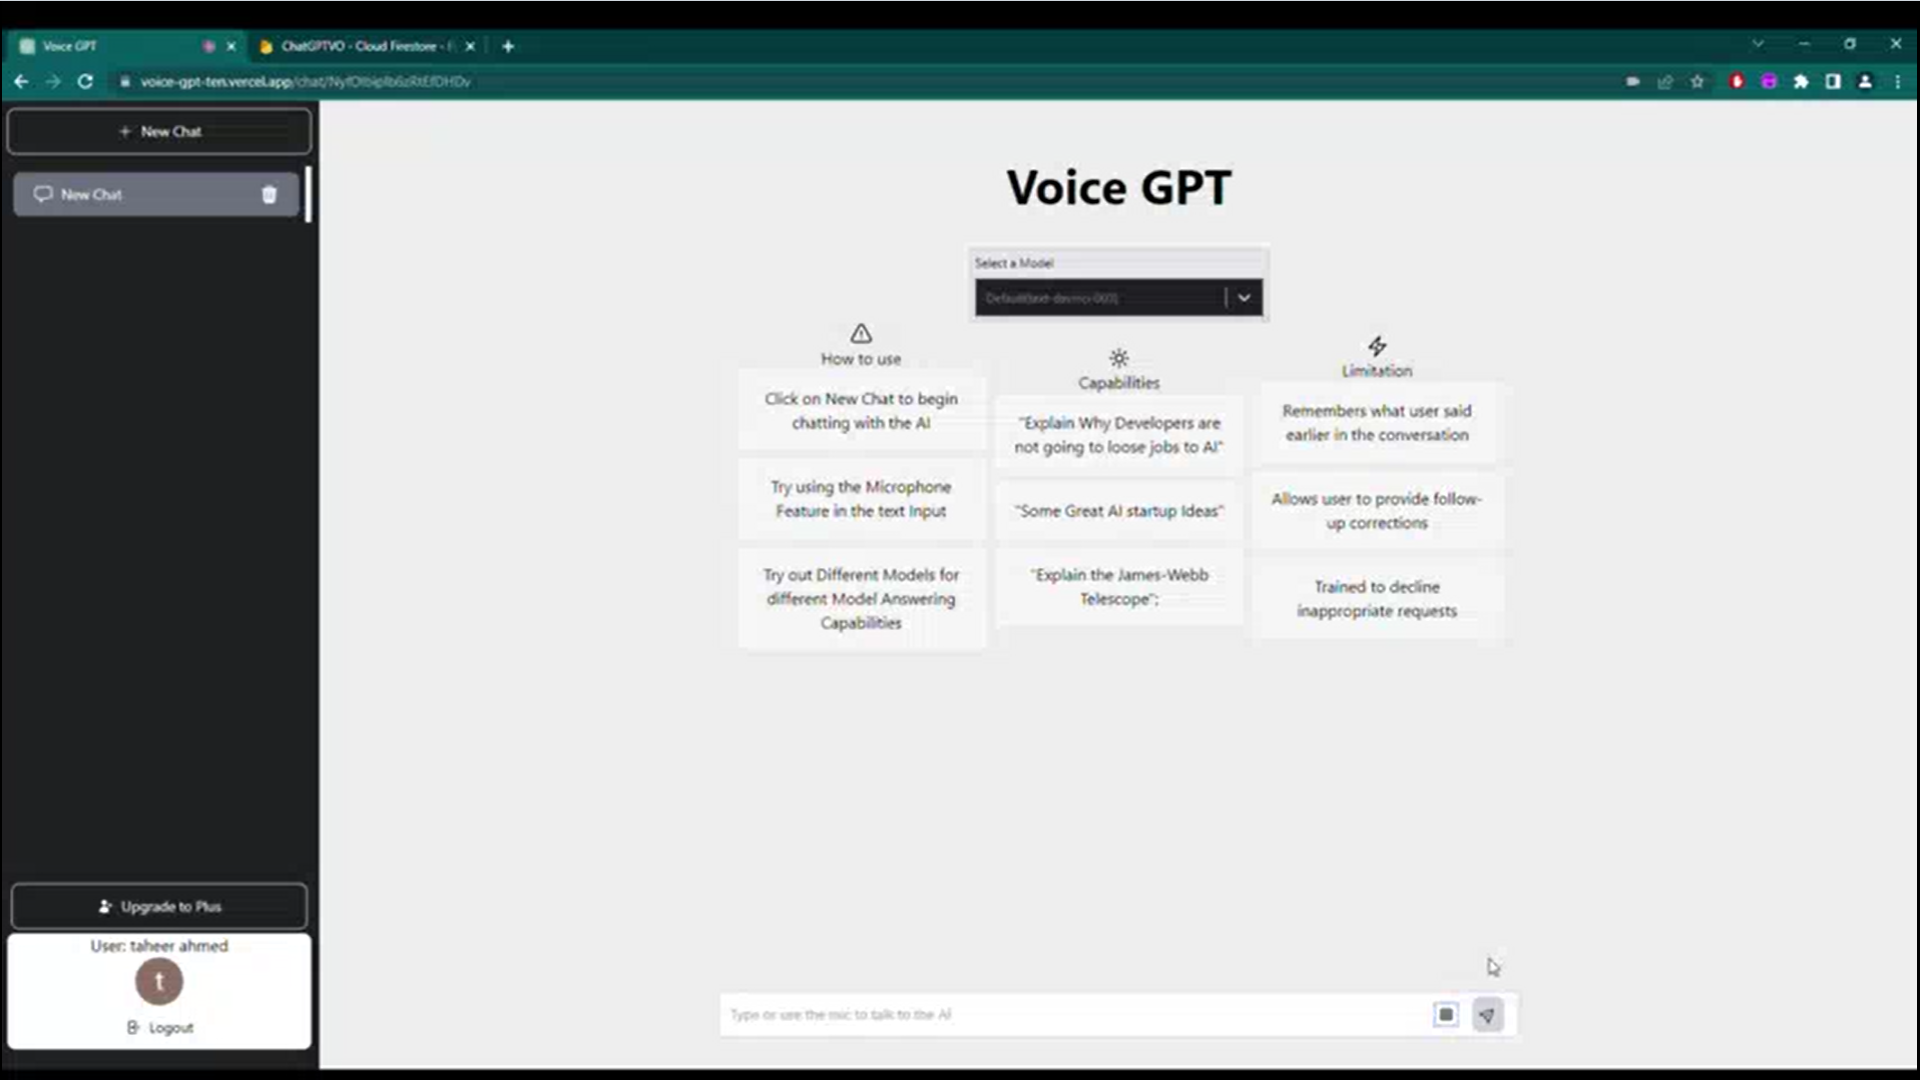 Voice GPT
ChatGPTVO - Cloud Firestore -
voice-gpt-ten.vercel.app/chat/
+ New Chat
New Chat
Voice GPT
Select a Model
Default(text-davinci-003)
How to use
Click on New Chat to begin
chatting with the AI
Try using the Microphone
Feature in the text Input
Try out Different Models for
different Model Answering
Capabilities
Capabilities
"Explain Why Developers are
not going to loose jobs to AI"
"Some Great AI startup Ideas"
"Explain the James-Webb
Telescope";
Limitation
Remembers what user said
earlier in the conversation
Allows user to provide follow-
up corrections
Trained to decline
inappropriate requests
Upgrade to Plus
User: taheer ahmed
t
Logout
Type or use the mic to talk to the AI